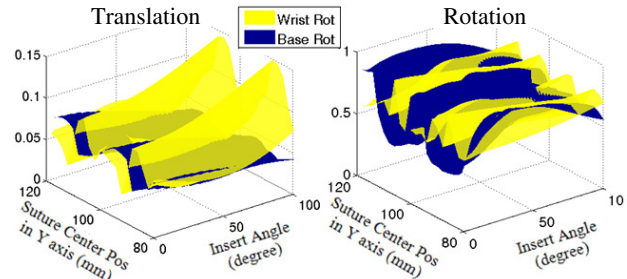 Translation
Wrist Rot
Base Rot
Rotation
0.15
0.1
0.05
0
120
100
80
0
50
100
Suture Center Pos
in Y axis (mm)
Insert Angle
(degree)
1
0.5
0
120
100
80
0
50
10
Suture Center Pos
in Y axis (mm)
Insert Angle
(degree)